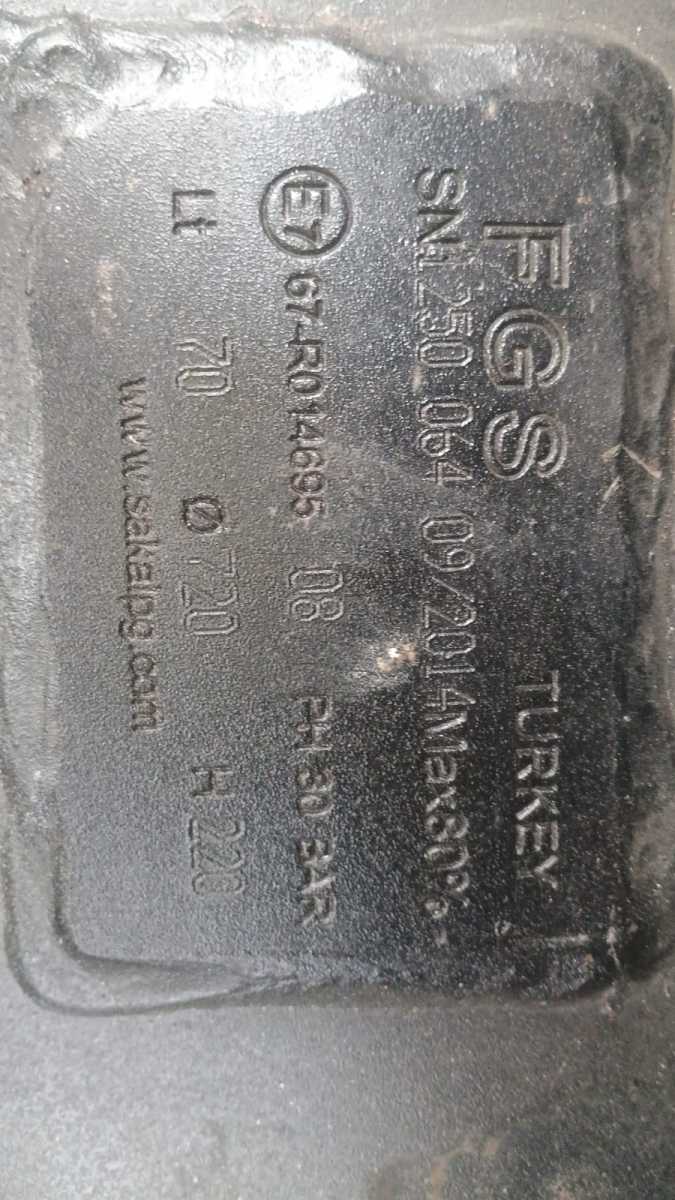 FGS TURKEY
SN: 250 064 09/2014 Max80%
E7 67-R014695 08 PH 30 BAR
Lt 70 Ø720 H 220
www.sakalpg.com